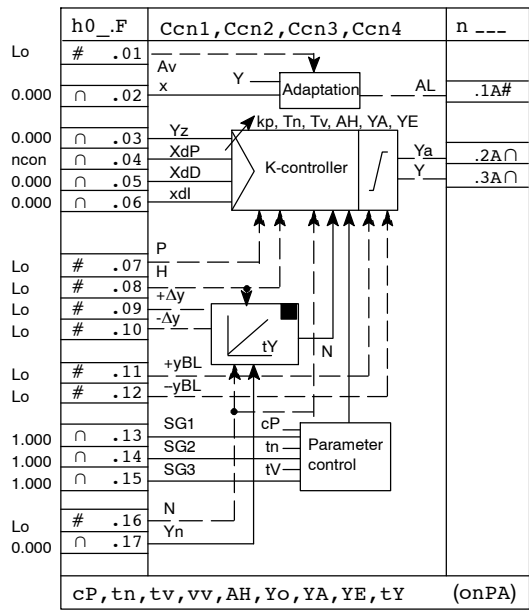 h0_.F Ccn1,Ccn2,Ccn3,Ccn4 n ___
Lo # .01 Av
Y Adaptation AL .1A#
0.000 ∩ .02 x
kp, Tn, Tv, AH, YA, YE
0.000 ∩ .03 Yz
ncon ∩ .04 XdP K-controller Ya .2A∩
0.000 ∩ .05 XdD Y .3A∩
0.000 ∩ .06 xdI
Lo # .07 P
Lo # .08 H
Lo # .09 +Δy
Lo # .10 -Δy
tY N
Lo # .11 +yBL
Lo # .12 –yBL
1.000 ∩ .13 SG1 cP
1.000 ∩ .14 SG2 tn Parameter
1.000 ∩ .15 SG3 tV control
Lo # .16 N
0.000 ∩ .17 Yn
cP,tn,tv,vv,AH,Yo,YA,YE,tY (onPA)